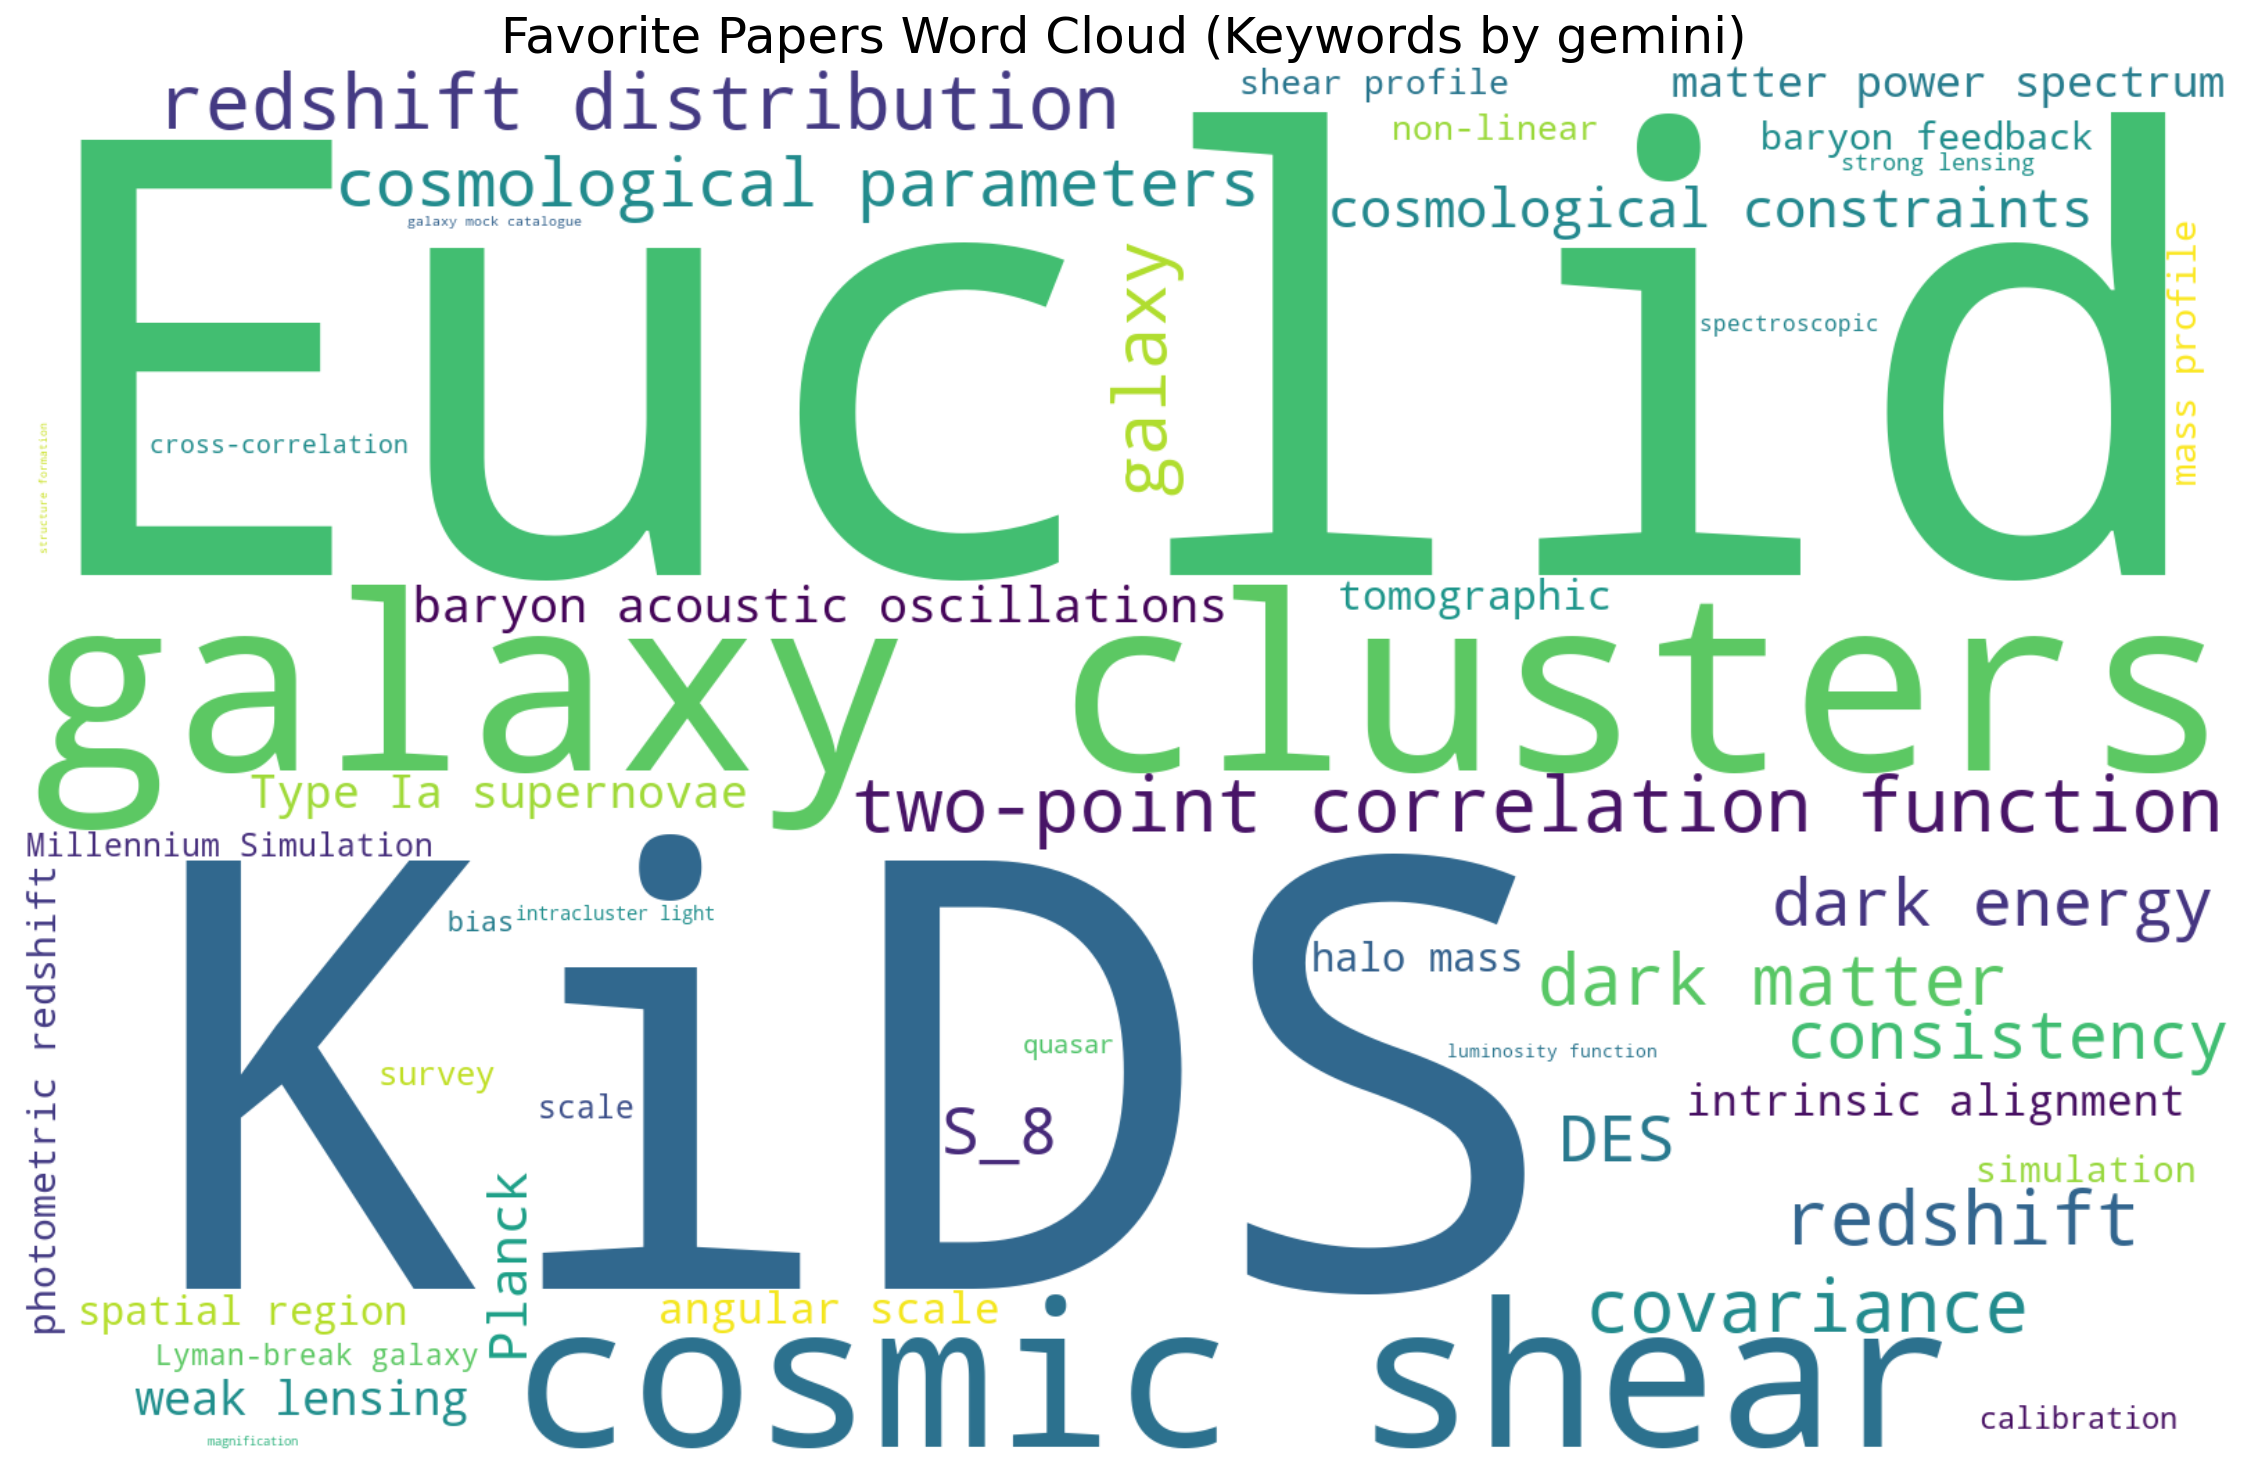 Favorite Papers Word Cloud (Keywords by gemini)
redshift distribution
shear profile
matter power spectrum
non-linear
baryon feedback
strong lensing
cosmological parameters
cosmological constraints
galaxy mock catalogue
Euclid
galaxy
spectroscopic
mass profile
cross-correlation
structure formation
baryon acoustic oscillations
tomographic
galaxy clusters
Type Ia supernovae
two-point correlation function
Millennium Simulation
photometric redshift
KiDS
bias
intracluster light
dark energy
halo mass
dark matter
quasar
consistency
luminosity function
survey
scale
S_8
intrinsic alignment
DES
simulation
Planck
redshift
spatial region
angular scale
covariance
Lyman-break galaxy
weak lensing
cosmic shear
calibration
magnification